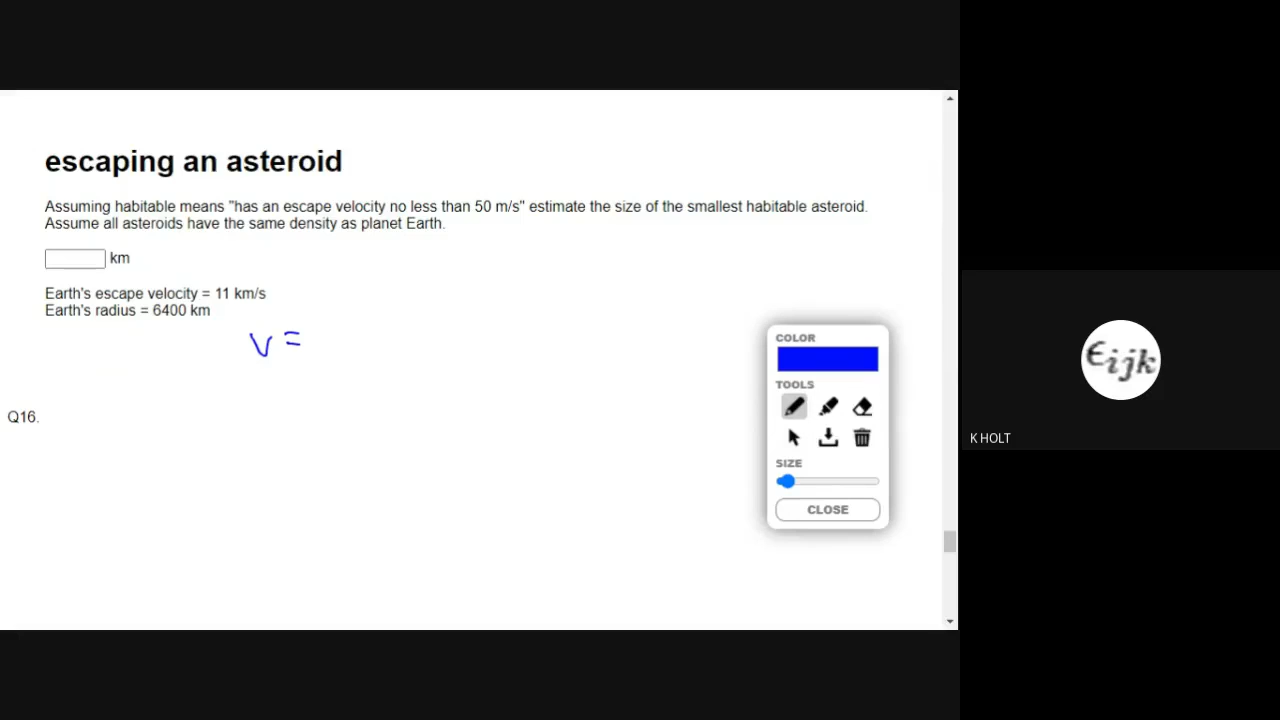 escaping an asteroid
Assuming habitable means "has an escape velocity no less than 50 m/s" estimate the size of the smallest habitable asteroid.
Assume all asteroids have the same density as planet Earth.
km
Earth's escape velocity = 11 km/s
Earth's radius = 6400 km
v =
Q16.
COLOR
TOOLS
SIZE
CLOSE
ϵijk
K HOLT